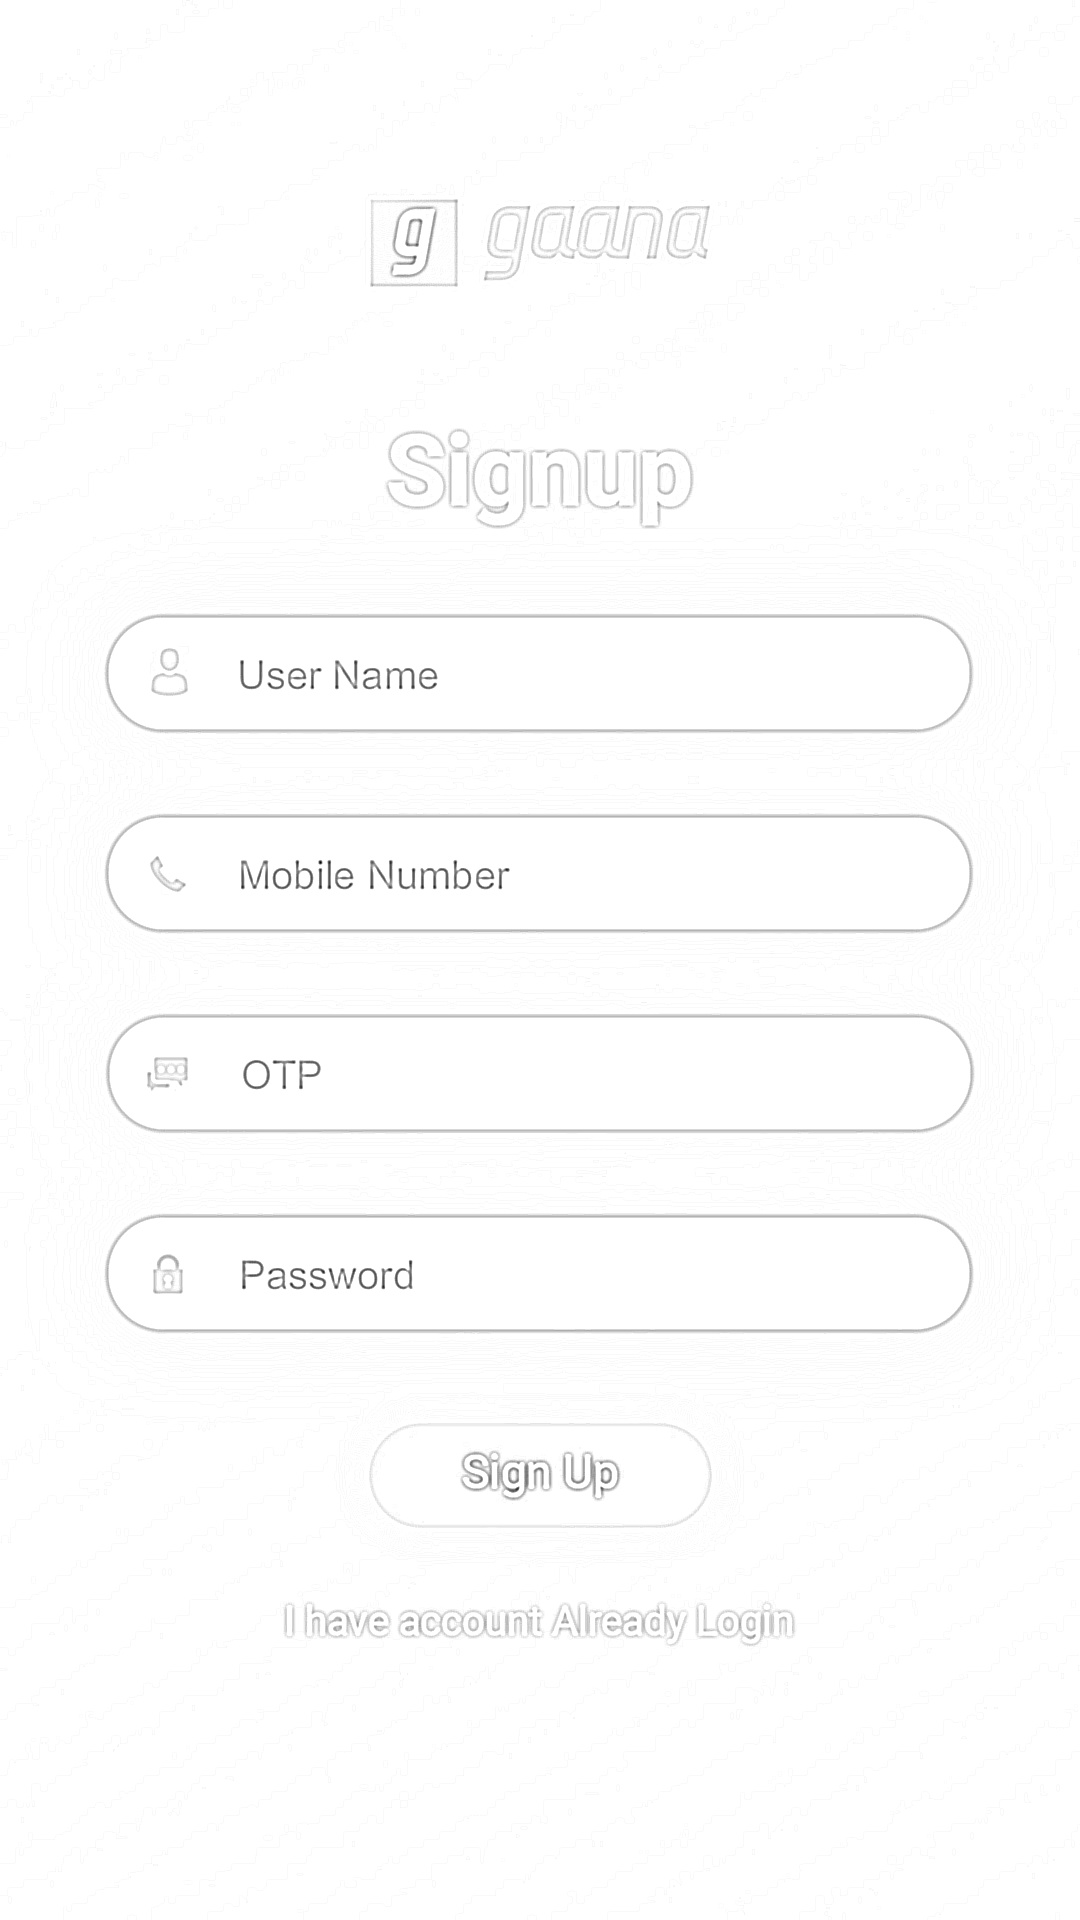 g gaana
Signup
User Name
Mobile Number
OTP
Password
Sign Up
I have account Already Login